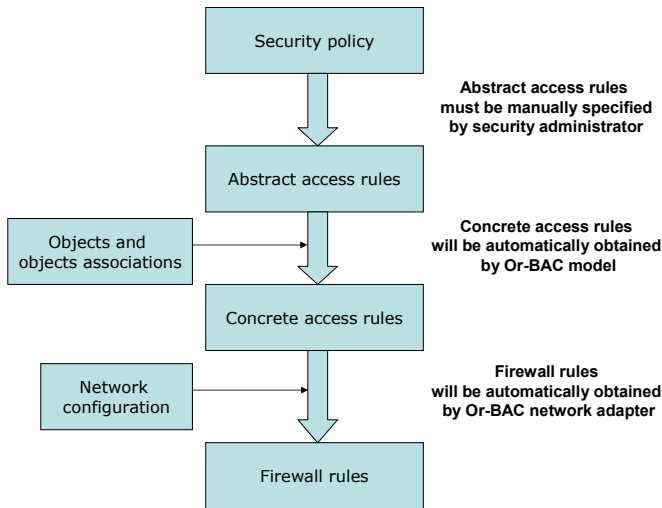 Security policy
Abstract access rules
must be manually specified
by security administrator
Abstract access rules
Objects and
objects associations
Concrete access rules
will be automatically obtained
by Or-BAC model
Concrete access rules
Network
configuration
Firewall rules
will be automatically obtained
by Or-BAC network adapter
Firewall rules